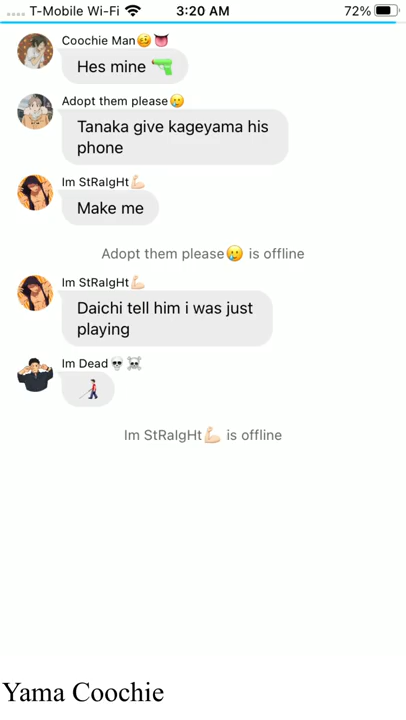 T-Mobile Wi-Fi 3:20 AM 72%
Coochie Man🥴👅
Hes mine 🔫
Adopt them please🥲
Tanaka give kageyama his
phone
Im StRaIgHt💪🏻
Make me
Adopt them please🥲 is offline
Im StRaIgHt💪🏻
Daichi tell him i was just
playing
Im Dead💀☠️
👨🏻‍🦯
Im StRaIgHt💪🏻 is offline
Yama Coochie